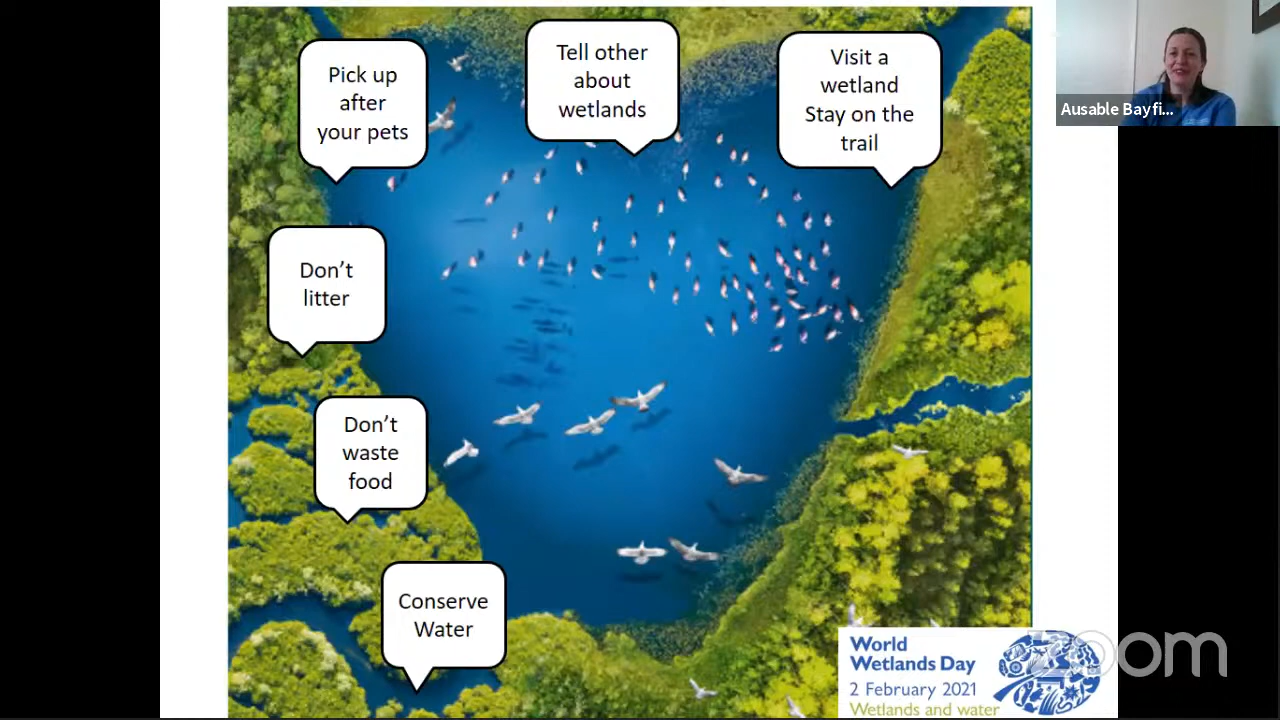 Pick up
after
your pets
Tell other
about
wetlands
Visit a
wetland
Stay on the
trail
Ausable Bayfi...
Don't
litter
Don't
waste
food
Conserve
Water
World
Wetlands Day
2 February 2021
Wetlands and water
zoom